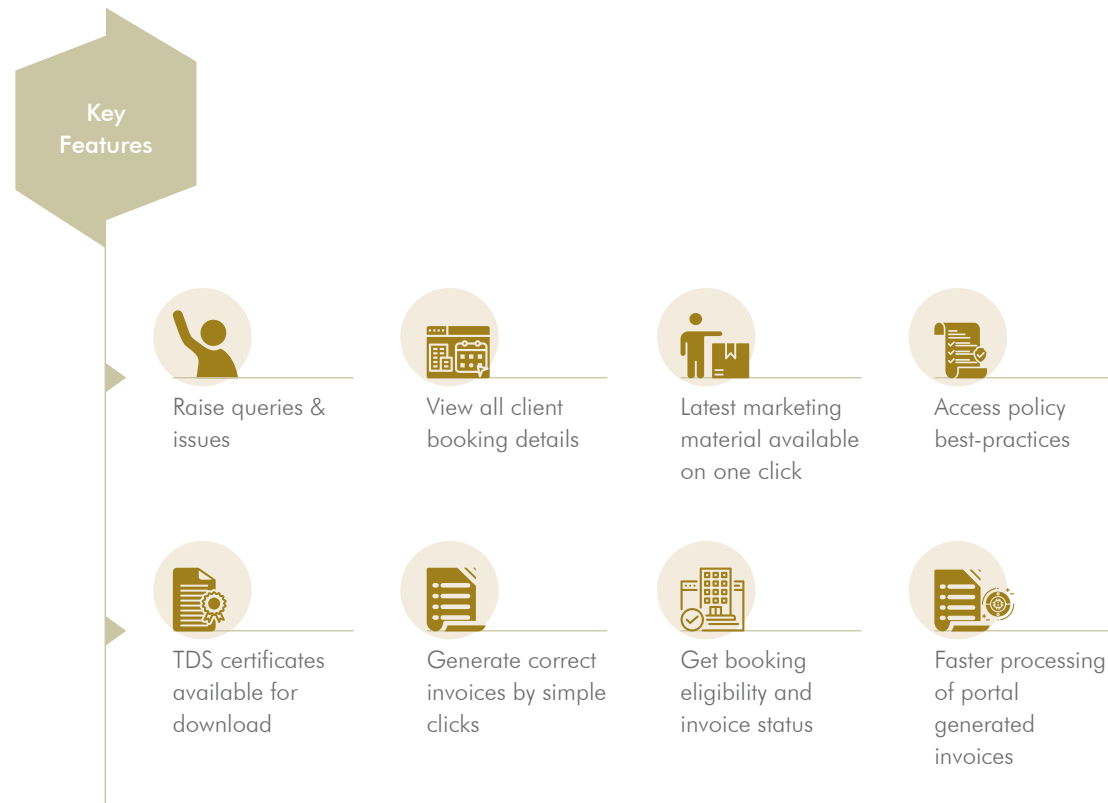 Key
Features
Raise queries &
issues
View all client
booking details
Latest marketing
material available
on one click
Access policy
best-practices
TDS certificates
available for
download
Generate correct
invoices by simple
clicks
Get booking
eligibility and
invoice status
Faster processing
of portal
generated
invoices